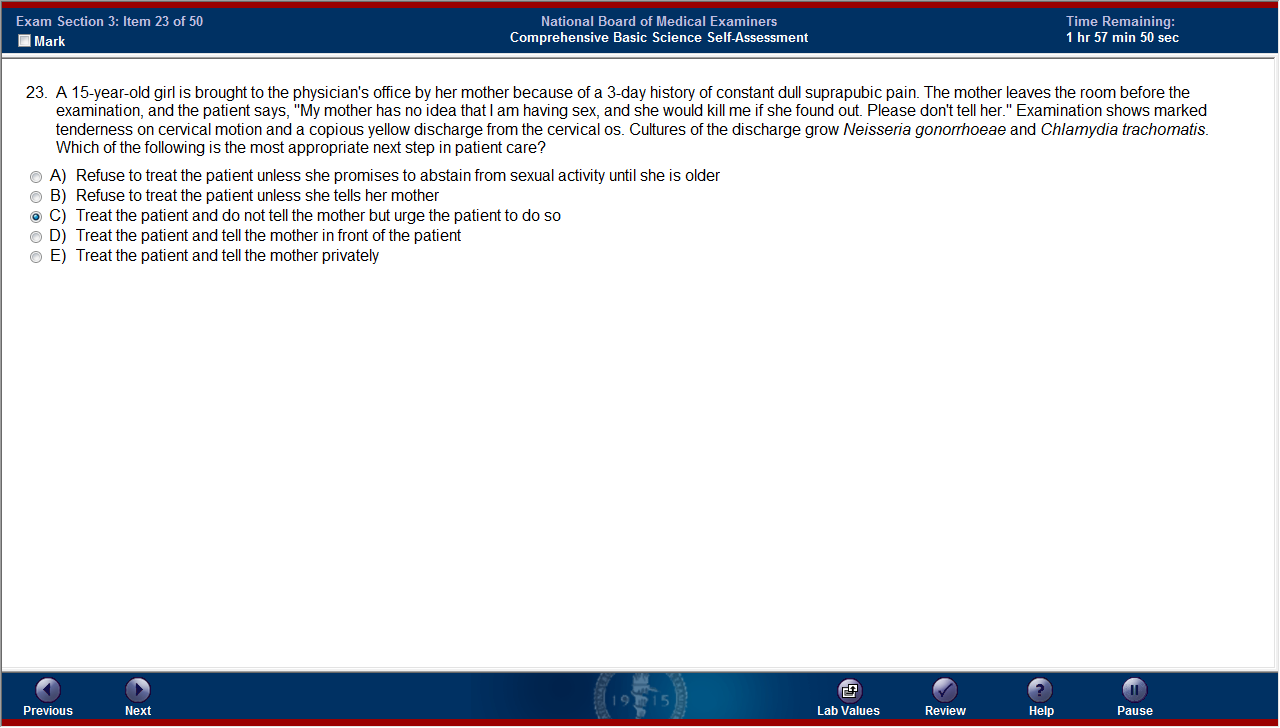 Exam Section 3: Item 23 of 50
National Board of Medical Examiners
Time Remaining:
Mark
Comprehensive Basic Science Self-Assessment
1 hr 57 min 50 sec
23. A 15-year-old girl is brought to the physician's office by her mother because of a 3-day history of constant dull suprapubic pain. The mother leaves the room before the
examination, and the patient says, "My mother has no idea that I am having sex, and she would kill me if she found out. Please don't tell her." Examination shows marked
tenderness on cervical motion and a copious yellow discharge from the cervical os. Cultures of the discharge grow Neisseria gonorrhoeae and Chlamydia trachomatis.
Which of the following is the most appropriate next step in patient care?
A) Refuse to treat the patient unless she promises to abstain from sexual activity until she is older
B) Refuse to treat the patient unless she tells her mother
C) Treat the patient and do not tell the mother but urge the patient to do so
D) Treat the patient and tell the mother in front of the patient
E) Treat the patient and tell the mother privately
1915
Previous
Next
Lab Values
Review
Help
Pause